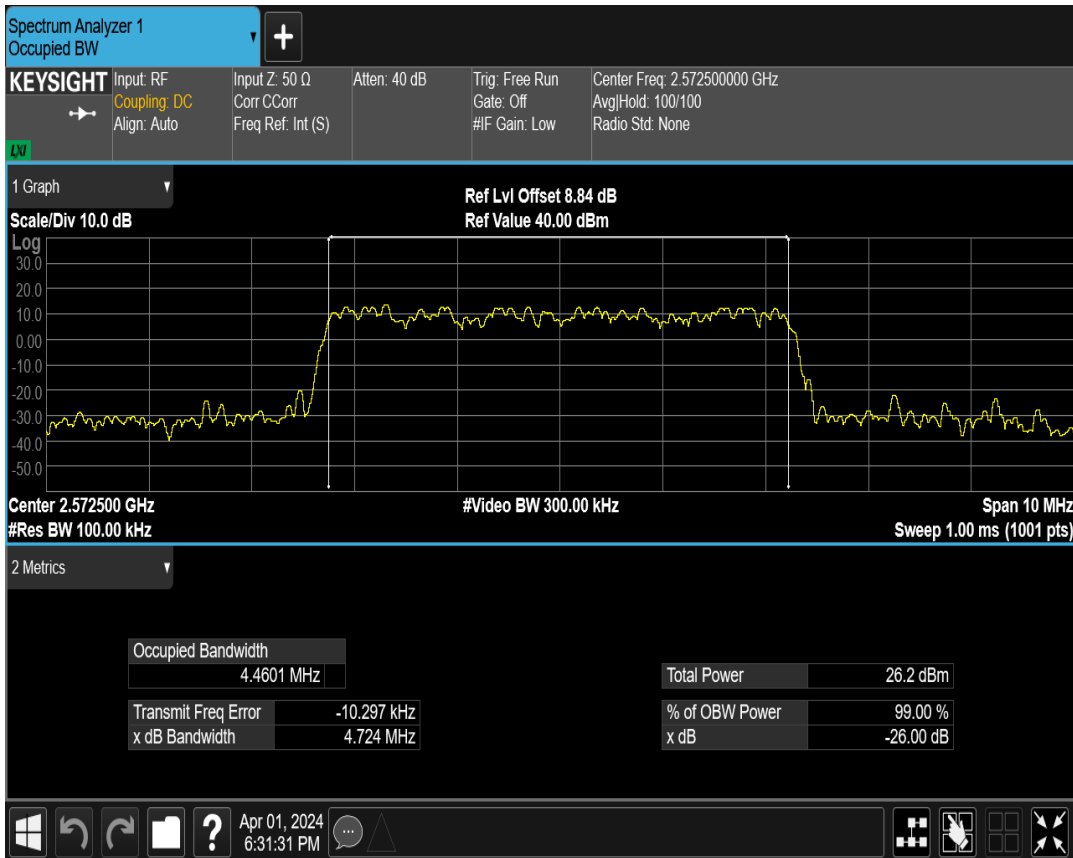 Spectrum Analyzer 1
Occupied BW
+
KEYSIGHT
LXI
Input: RF
Coupling: DC
Align: Auto
Input Z: 50 Ω
Corr CCorr
Freq Ref: Int (S)
Atten: 40 dB
Trig: Free Run
Gate: Off
#IF Gain: Low
Center Freq: 2.572500000 GHz
Avg|Hold: 100/100
Radio Std: None
1 Graph
Scale/Div 10.0 dB
Ref Lvl Offset 8.84 dB
Ref Value 40.00 dBm
Log
30.0
20.0
10.0
0.00
-10.0
-20.0
-30.0
-40.0
-50.0
Center 2.572500 GHz
#Video BW 300.00 kHz
Span 10 MHz
#Res BW 100.00 kHz
Sweep 1.00 ms (1001 pts)
2 Metrics
Occupied Bandwidth
4.4601 MHz
Total Power 26.2 dBm
Transmit Freq Error -10.297 kHz
% of OBW Power 99.00 %
x dB Bandwidth 4.724 MHz
x dB -26.00 dB
?
Apr 01, 2024
6:31:31 PM